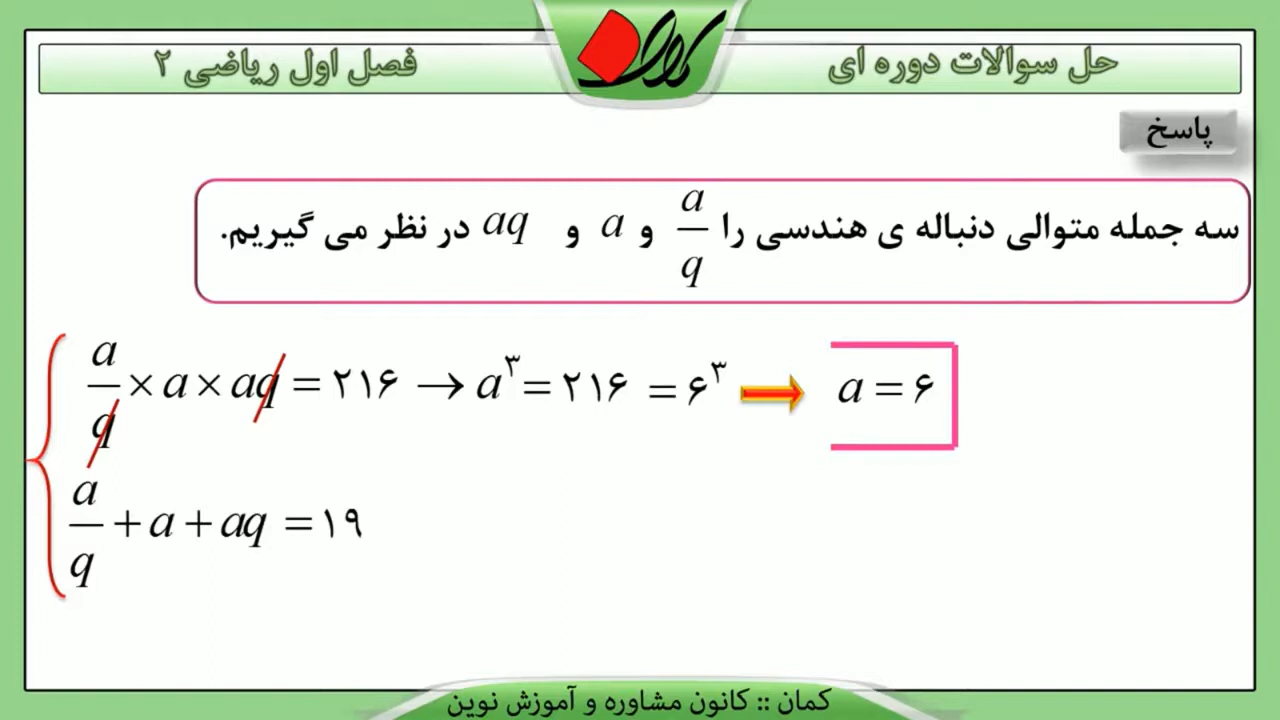 حل سوالات دوره ای
فصل اول ریاضی ۲
کمان
پاسخ
سه جمله متوالی دنباله ی هندسی را a/q و a و aq در نظر می گیریم.
a/q × a × aq = ۲۱۶ → a^۳ = ۲۱۶ = ۶^۳ a = ۶
a/q + a + aq = ۱۹
کمان :: کانون مشاوره و آموزش نوین